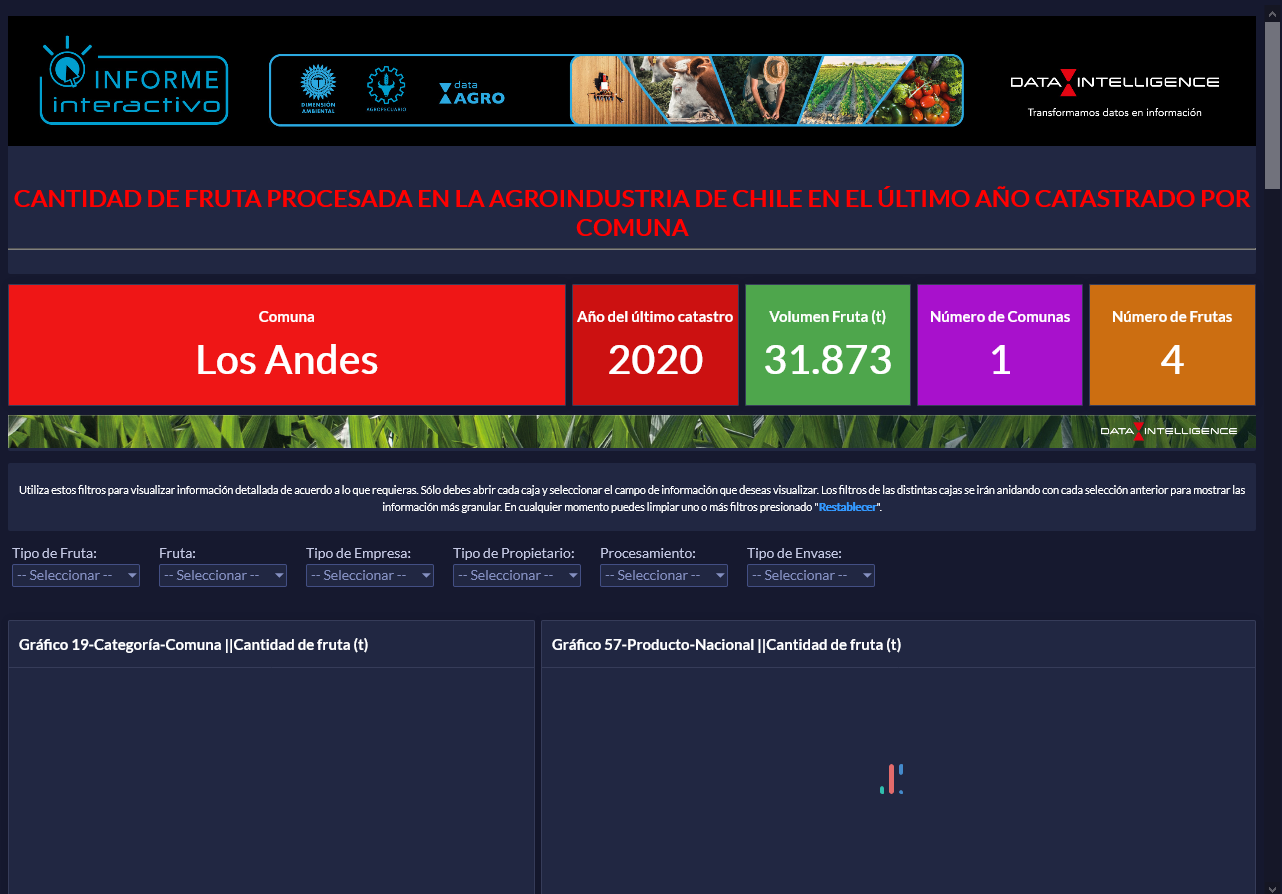 INFORME
interactivo
DIMENSIÓN
AMBIENTAL
AGROPECUARIO
data
AGRO
DATA INTELLIGENCE
Transformamos datos en información
CANTIDAD DE FRUTA PROCESADA EN LA AGROINDUSTRIA DE CHILE EN EL ÚLTIMO AÑO CATASTRADO POR
COMUNA
Comuna
Los Andes
Año del último catastro
2020
Volumen Fruta (t)
31.873
Número de Comunas
1
Número de Frutas
4
DATA INTELLIGENCE
Utiliza estos filtros para visualizar información detallada de acuerdo a lo que requieras. Sólo debes abrir cada caja y seleccionar el campo de información que deseas visualizar. Los filtros de las distintas cajas se irán anidando con cada selección anterior para mostrar las
información más granular. En cualquier momento puedes limpiar uno o más filtros presionado "Restablecer".
Tipo de Fruta:
-- Seleccionar --
Fruta:
-- Seleccionar --
Tipo de Empresa:
-- Seleccionar --
Tipo de Propietario:
-- Seleccionar --
Procesamiento:
-- Seleccionar --
Tipo de Envase:
-- Seleccionar --
Gráfico 19-Categoría-Comuna ||Cantidad de fruta (t)
Gráfico 57-Producto-Nacional ||Cantidad de fruta (t)